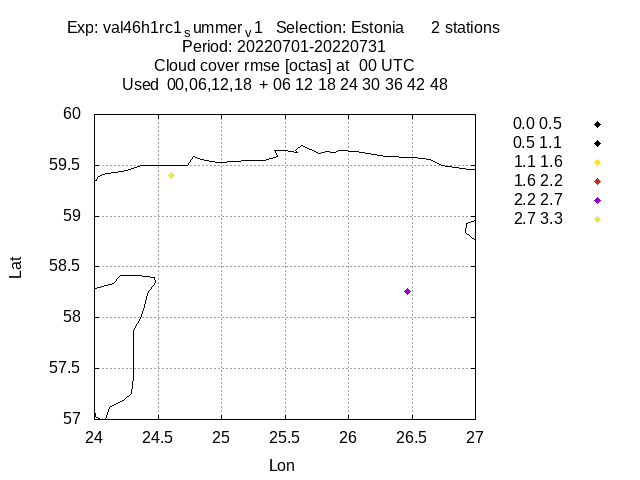 Exp: val46h1rc1summerv1 Selection: Estonia 2 stations
Period: 20220701-20220731
Cloud cover rmse [octas] at 00 UTC
Used 00,06,12,18 + 06 12 18 24 30 36 42 48
0.0 0.5
0.5 1.1
1.1 1.6
1.6 2.2
2.2 2.7
2.7 3.3
60
59.5
59
58.5
58
57.5
57
Lat
24 24.5 25 25.5 26 26.5 27
Lon